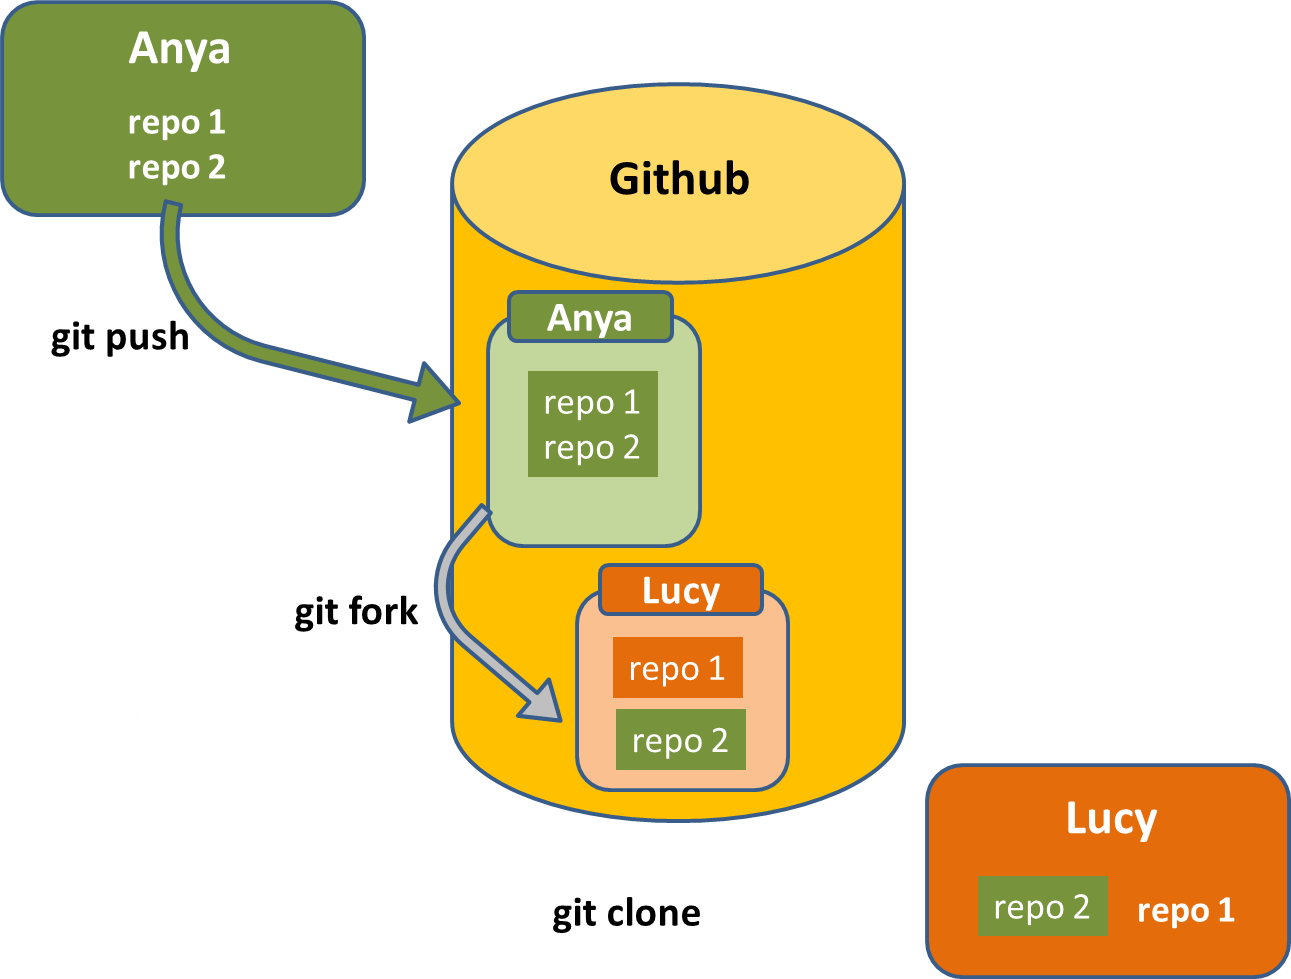 Anya
repo 1
repo 2
Github
git push
Anya
repo 1
repo 2
git fork
Lucy
repo 1
repo 2
git clone
Lucy
repo 2 repo 1